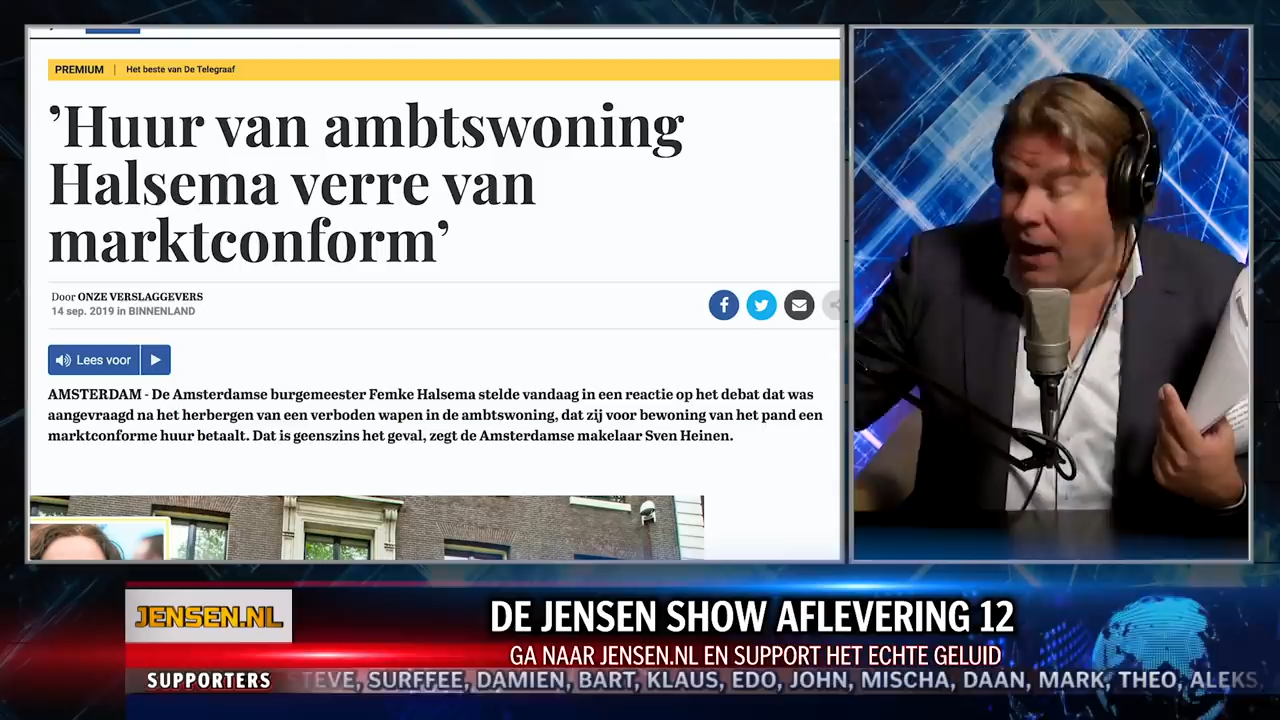 PREMIUM | Het beste van De Telegraaf
’Huur van ambtswoning
Halsema verre van
marktconform’
Door ONZE VERSLAGGEVERS
14 sep. 2019 in BINNENLAND
Lees voor
AMSTERDAM - De Amsterdamse burgemeester Femke Halsema stelde vandaag in een reactie op het debat dat was
aangevraagd na het herbergen van een verboden wapen in de ambtswoning, dat zij voor bewoning van het pand een
marktconforme huur betaalt. Dat is geenszins het geval, zegt de Amsterdamse makelaar Sven Heinen.
JENSEN.NL
DE JENSEN SHOW AFLEVERING 12
GA NAAR JENSEN.NL EN SUPPORT HET ECHTE GELUID
SUPPORTERS STEVE, SURFFEE, DAMIEN, BART, KLAUS, EDO, JOHN, MISCHA, DAAN, MARK, THEO, ALEKS,